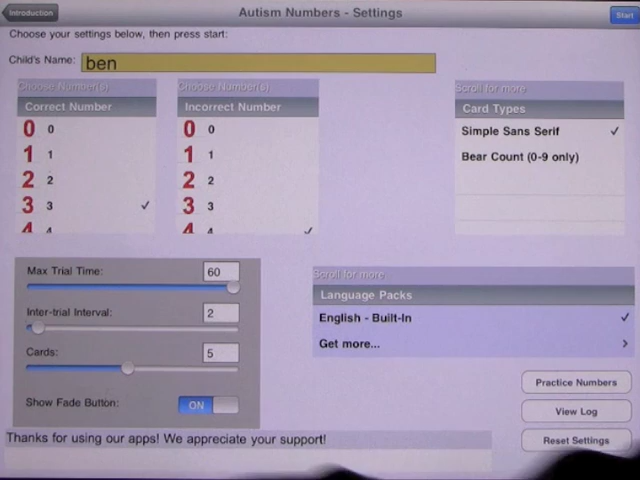 Introduction
Autism Numbers - Settings
Start
Choose your settings below, then press start:
Child's Name:
ben
Choose Number(s)
Correct Number
0 0
1 1
2 2
3 3
4 4
Choose Number(s)
Incorrect Number
0 0
1 1
2 2
3 3
4 4
Scroll for more
Card Types
Simple Sans Serif
Bear Count (0-9 only)
Max Trial Time:
60
Inter-trial Interval:
2
Cards:
5
Show Fade Button:
ON
Scroll for more
Language Packs
English - Built-In
Get more...
Practice Numbers
View Log
Reset Settings
Thanks for using our apps! We appreciate your support!